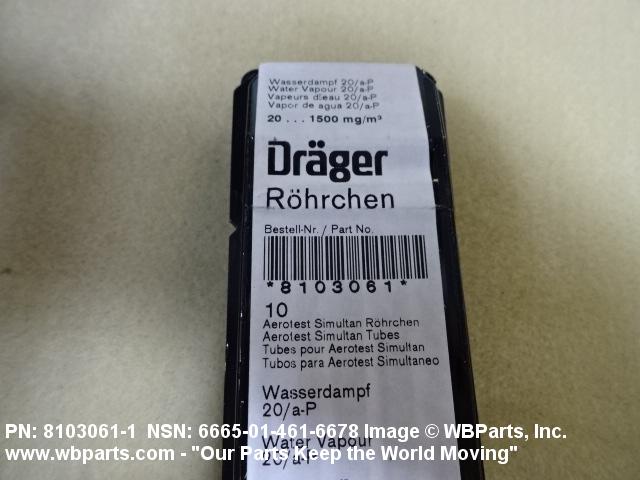 Wasserdampf 20/a-P
Water Vapour 20/a-P
Vapeurs d'eau 20/a-P
Vapor de agua 20/a-P
20 . . . 1500 mg/m³
Dräger
Röhrchen
Bestell-Nr. / Part No.
*8103061*
10
Aerotest Simultan Röhrchen
Aerotest Simultan Tubes
Tubes pour Aerotest Simultan
Tubos para Aerotest Simultaneo
Wasserdampf
20/a-P
Water Vapour
20/a-P
PN: 8103061-1 NSN: 6665-01-461-6678 Image © WBParts, Inc.
www.wbparts.com - "Our Parts Keep the World Moving"